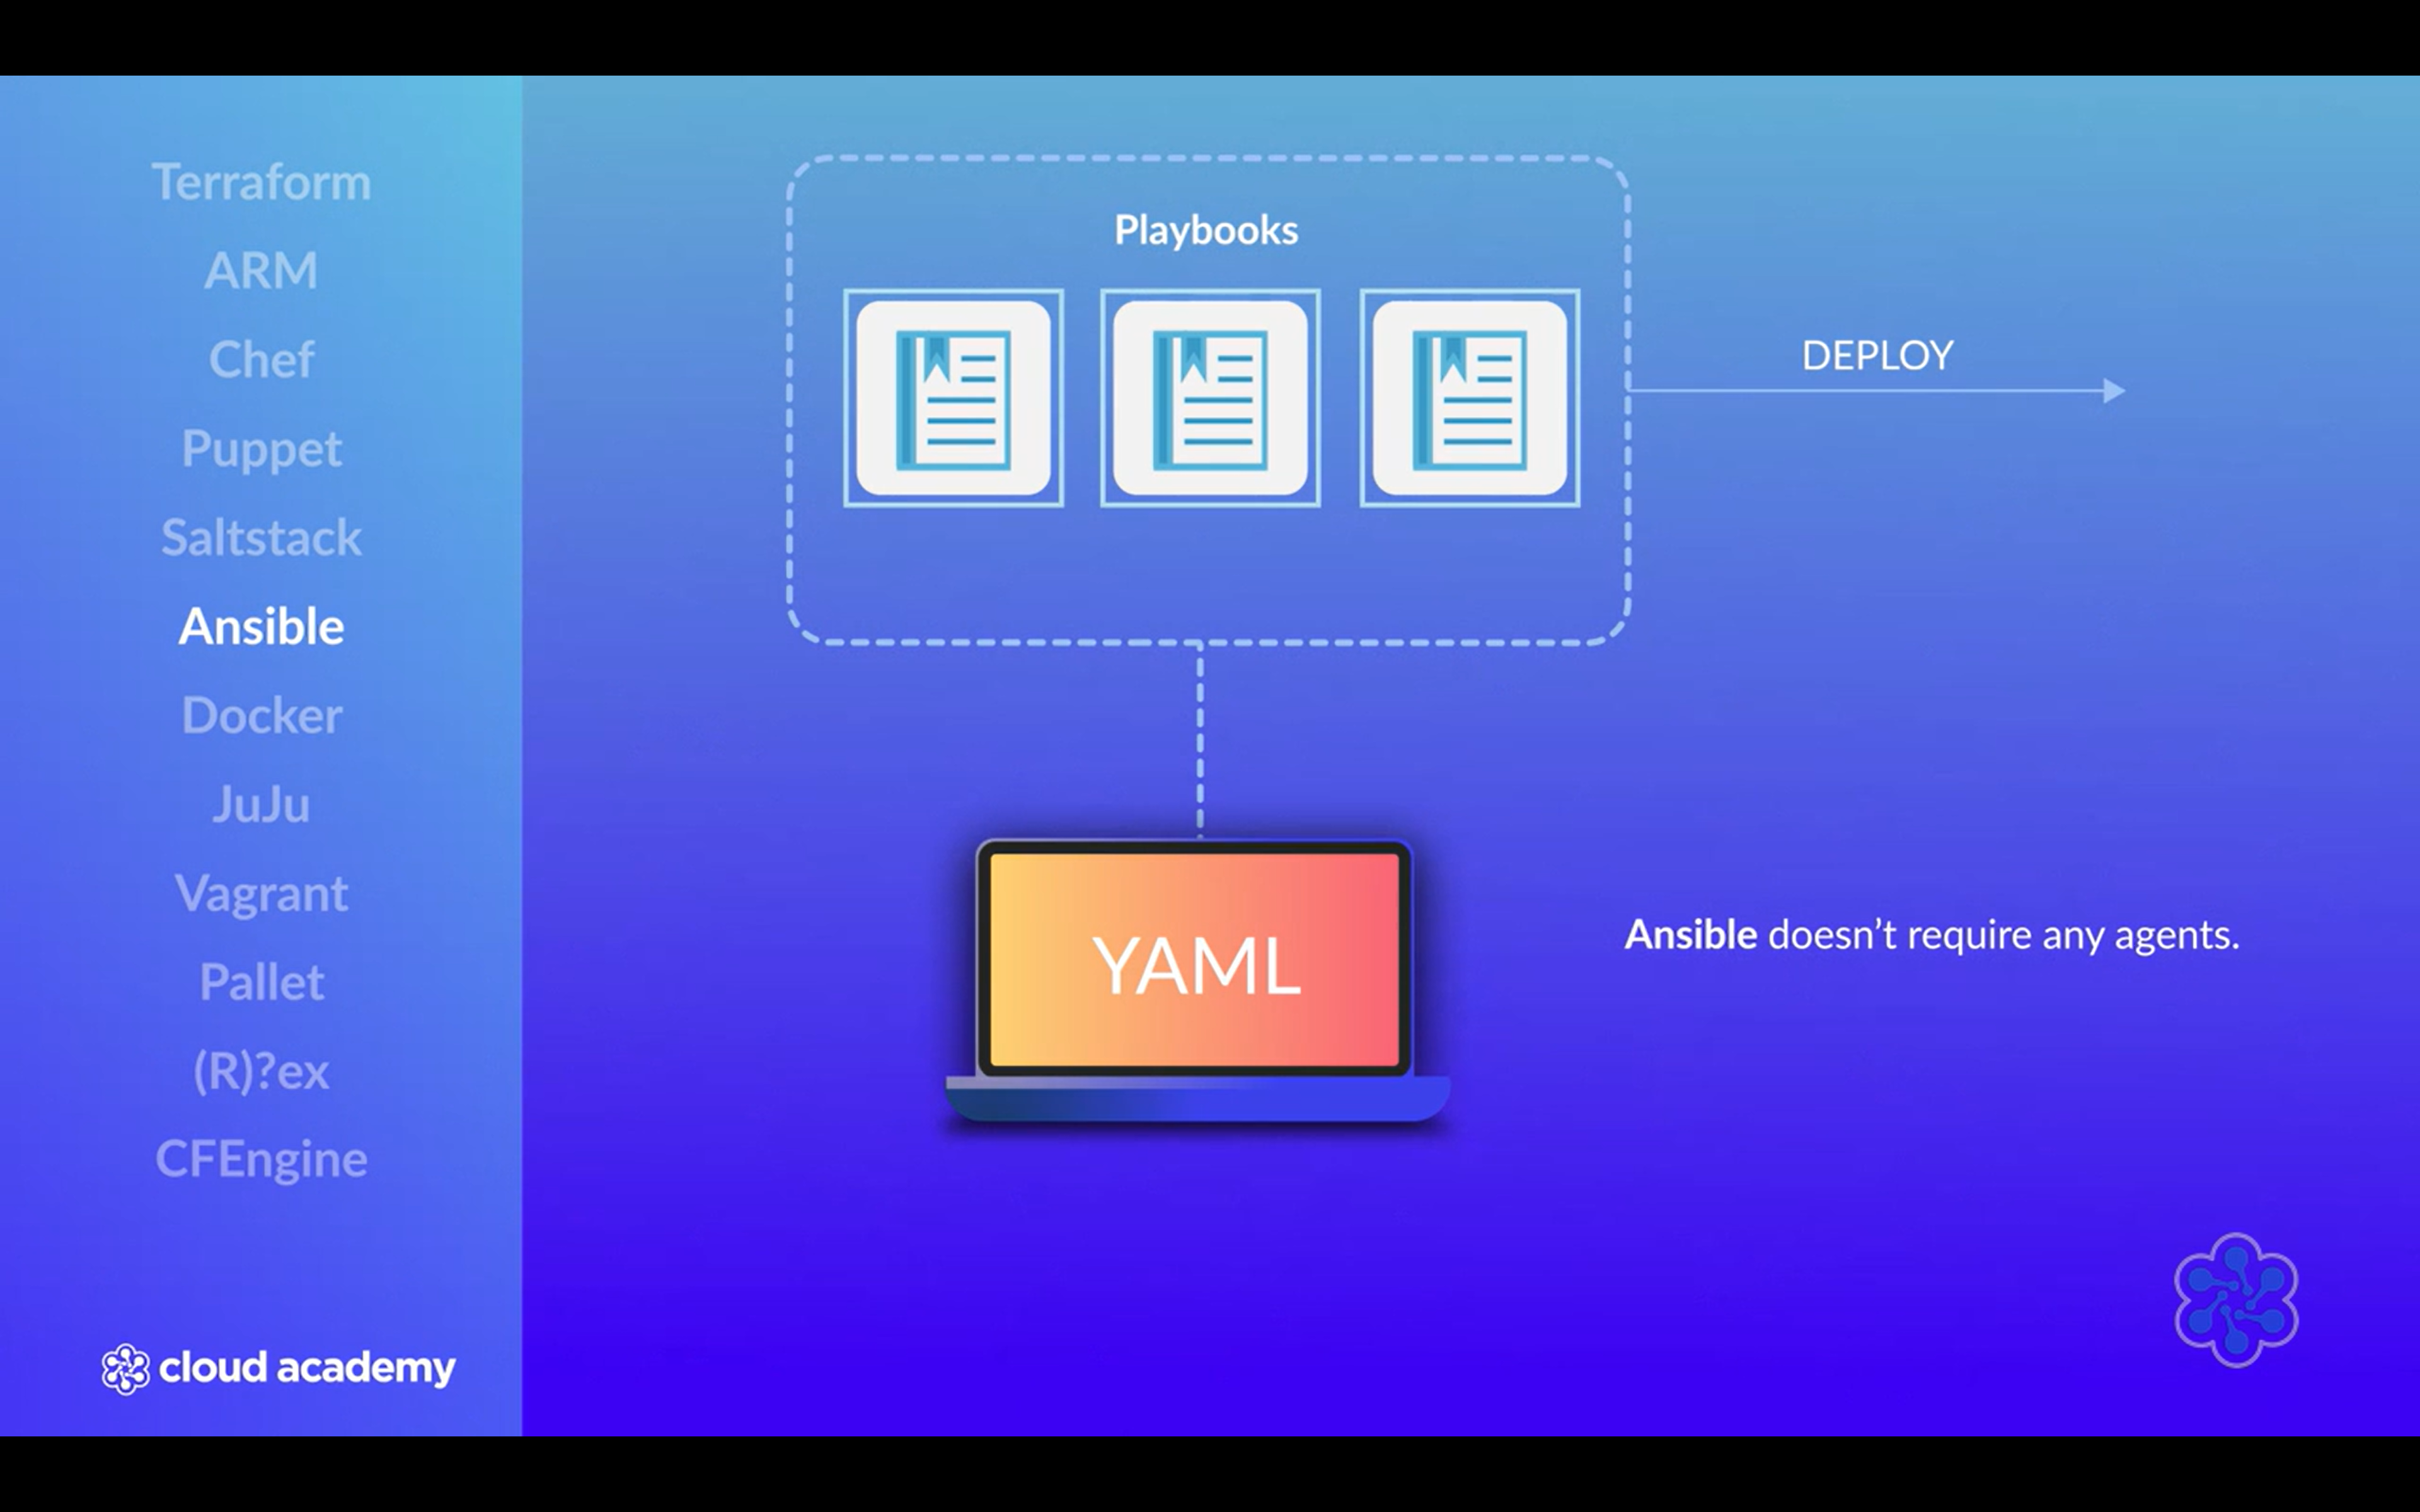 Terraform
ARM
Chef
Puppet
Saltstack
Ansible
Docker
JuJu
Vagrant
Pallet
(R)?ex
CFEngine
cloud academy
Playbooks
DEPLOY
YAML
Ansible doesn't require any agents.